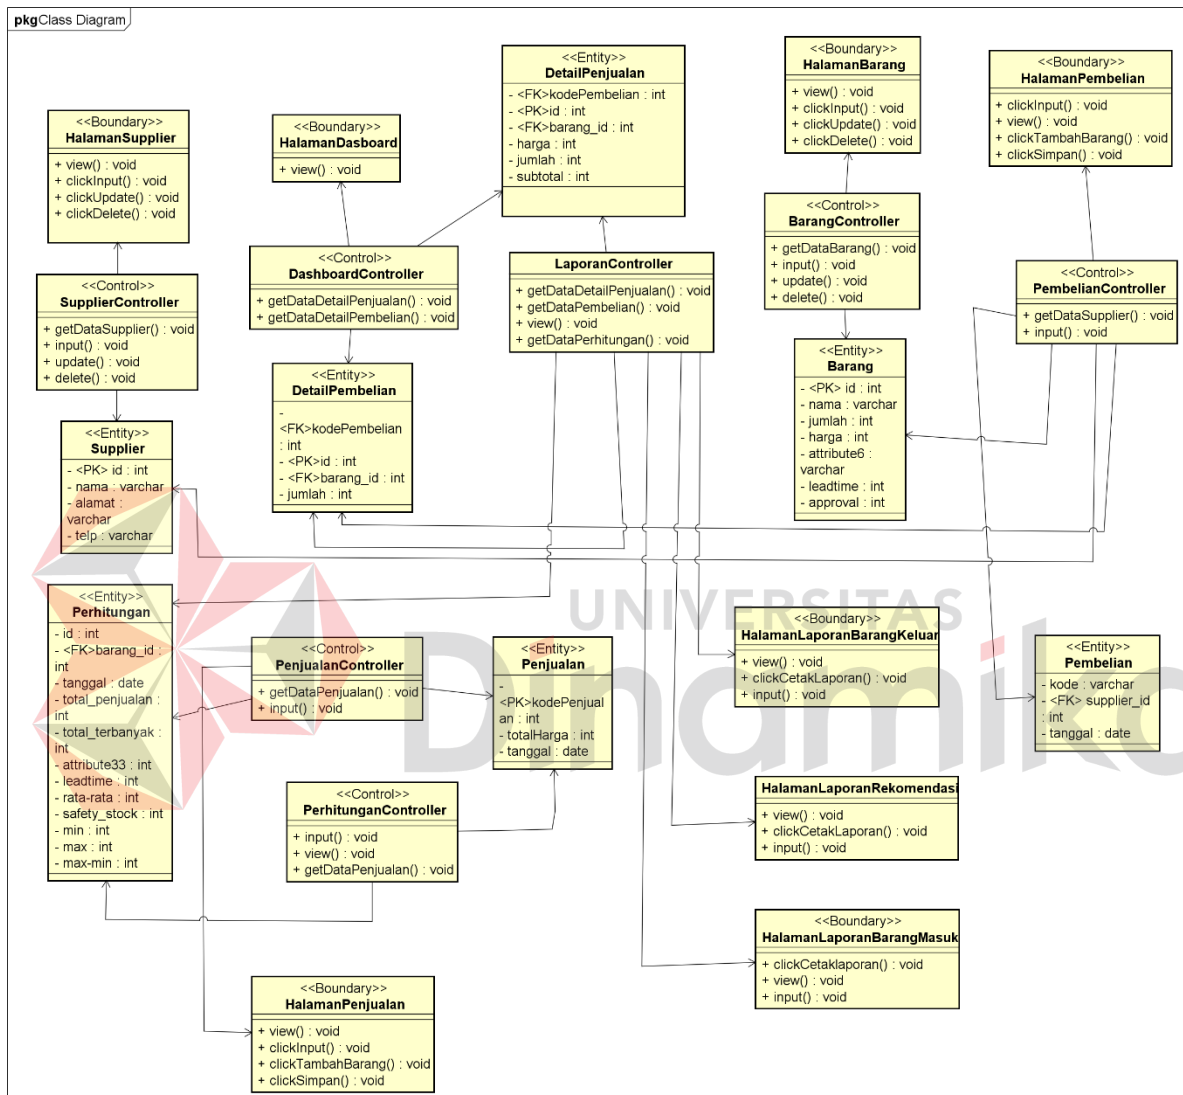 pkg Class Diagram
<<Boundary>>
HalamanSupplier
+ view() : void
+ clickInput() : void
+ clickUpdate() : void
+ clickDelete() : void
<<Boundary>>
HalamanDasboard
+ view() : void
<<Entity>>
DetailPenjualan
- <FK>kodePembelian : int
- <PK>id : int
- <FK>barang_id : int
- harga : int
- jumlah : int
- subtotal : int
<<Boundary>>
HalamanBarang
+ view() : void
+ clickInput() : void
+ clickUpdate() : void
+ clickDelete() : void
<<Boundary>>
HalamanPembelian
+ clickInput() : void
+ view() : void
+ clickTambahBarang() : void
+ clickSimpan() : void
<<Control>>
SupplierController
+ getDataSupplier() : void
+ input() : void
+ update() : void
+ delete() : void
<<Control>>
DashboardController
+ getDataDetailPenjualan() : void
+ getDataDetailPembelian() : void
LaporanController
+ getDataDetailPenjualan() : void
+ getDataPembelian() : void
+ view() : void
+ getDataPerhitungan() : void
<<Control>>
BarangController
+ getDataBarang() : void
+ input() : void
+ update() : void
+ delete() : void
<<Control>>
PembelianController
+ getDataSupplier() : void
+ input() : void
<<Entity>>
Supplier
- <PK> id : int
- nama : varchar
- alamat :
varchar
- telp : varchar
<<Entity>>
DetailPembelian
-
<FK>kodePembelian
: int
- <PK>id : int
- <FK>barang_id : int
- jumlah : int
<<Entity>>
Barang
- <PK> id : int
- nama : varchar
- jumlah : int
- harga : int
- attribute6 :
varchar
- leadtime : int
- approval : int
<<Entity>>
Perhitungan
- id : int
- <FK>barang_id :
int
- tanggal : date
- total_penjualan :
int
- total_terbanyak :
int
- attribute33 : int
- leadtime : int
- rata-rata : int
- safety_stock : int
- min : int
- max : int
- max-min : int
<<Control>>
PenjualanController
+ getDataPenjualan() : void
+ input() : void
<<Entity>>
Penjualan
-
<PK>kodePenjual
an : int
- totalHarga : int
- tanggal : date
UNIVERSITAS
Dinamika
<<Boundary>>
HalamanLaporanBarangKeluar
+ view() : void
+ clickCetakLaporan() : void
+ input() : void
<<Entity>>
Pembelian
- kode : varchar
- <FK> supplier_id
: int
- tanggal : date
<<Control>>
PerhitunganController
+ input() : void
+ view() : void
+ getDataPenjualan() : void
HalamanLaporanRekomendasi
+ view() : void
+ clickCetakLaporan() : void
+ input() : void
<<Boundary>>
HalamanLaporanBarangMasuk
+ clickCetaklaporan() : void
+ view() : void
+ input() : void
<<Boundary>>
HalamanPenjualan
+ view() : void
+ clickInput() : void
+ clickTambahBarang() : void
+ clickSimpan() : void